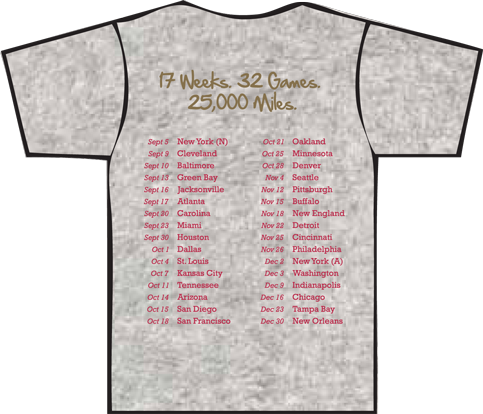 17 Weeks. 32 Games.
25,000 Miles.
Sept 5 New York (N)
Sept 9 Cleveland
Sept 10 Baltimore
Sept 13 Green Bay
Sept 16 Jacksonville
Sept 17 Atlanta
Sept 20 Carolina
Sept 23 Miami
Sept 30 Houston
Oct 1 Dallas
Oct 4 St. Louis
Oct 7 Kansas City
Oct 11 Tennessee
Oct 14 Arizona
Oct 15 San Diego
Oct 18 San Francisco
Oct 21 Oakland
Oct 25 Minnesota
Oct 28 Denver
Nov 4 Seattle
Nov 12 Pittsburgh
Nov 15 Buffalo
Nov 18 New England
Nov 22 Detroit
Nov 25 Cincinnati
Nov 26 Philadelphia
Dec 2 New York (A)
Dec 3 Washington
Dec 9 Indianapolis
Dec 16 Chicago
Dec 23 Tampa Bay
Dec 30 New Orleans